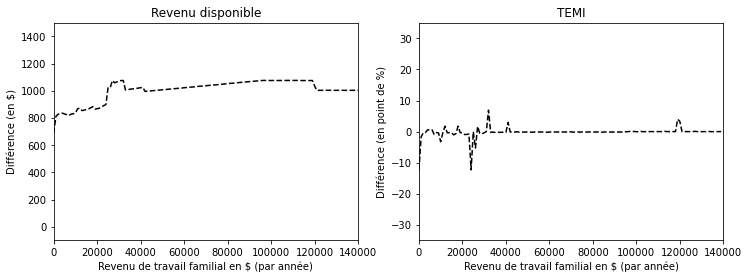 Revenu disponible
Différence (en $)
1400
1200
1000
800
600
400
200
0
0 20000 40000 60000 80000 100000 120000 140000
Revenu de travail familial en $ (par année)
TEMI
Différence (en point de %)
30
20
10
0
−10
−20
−30
0 20000 40000 60000 80000 100000 120000 140000
Revenu de travail familial en $ (par année)